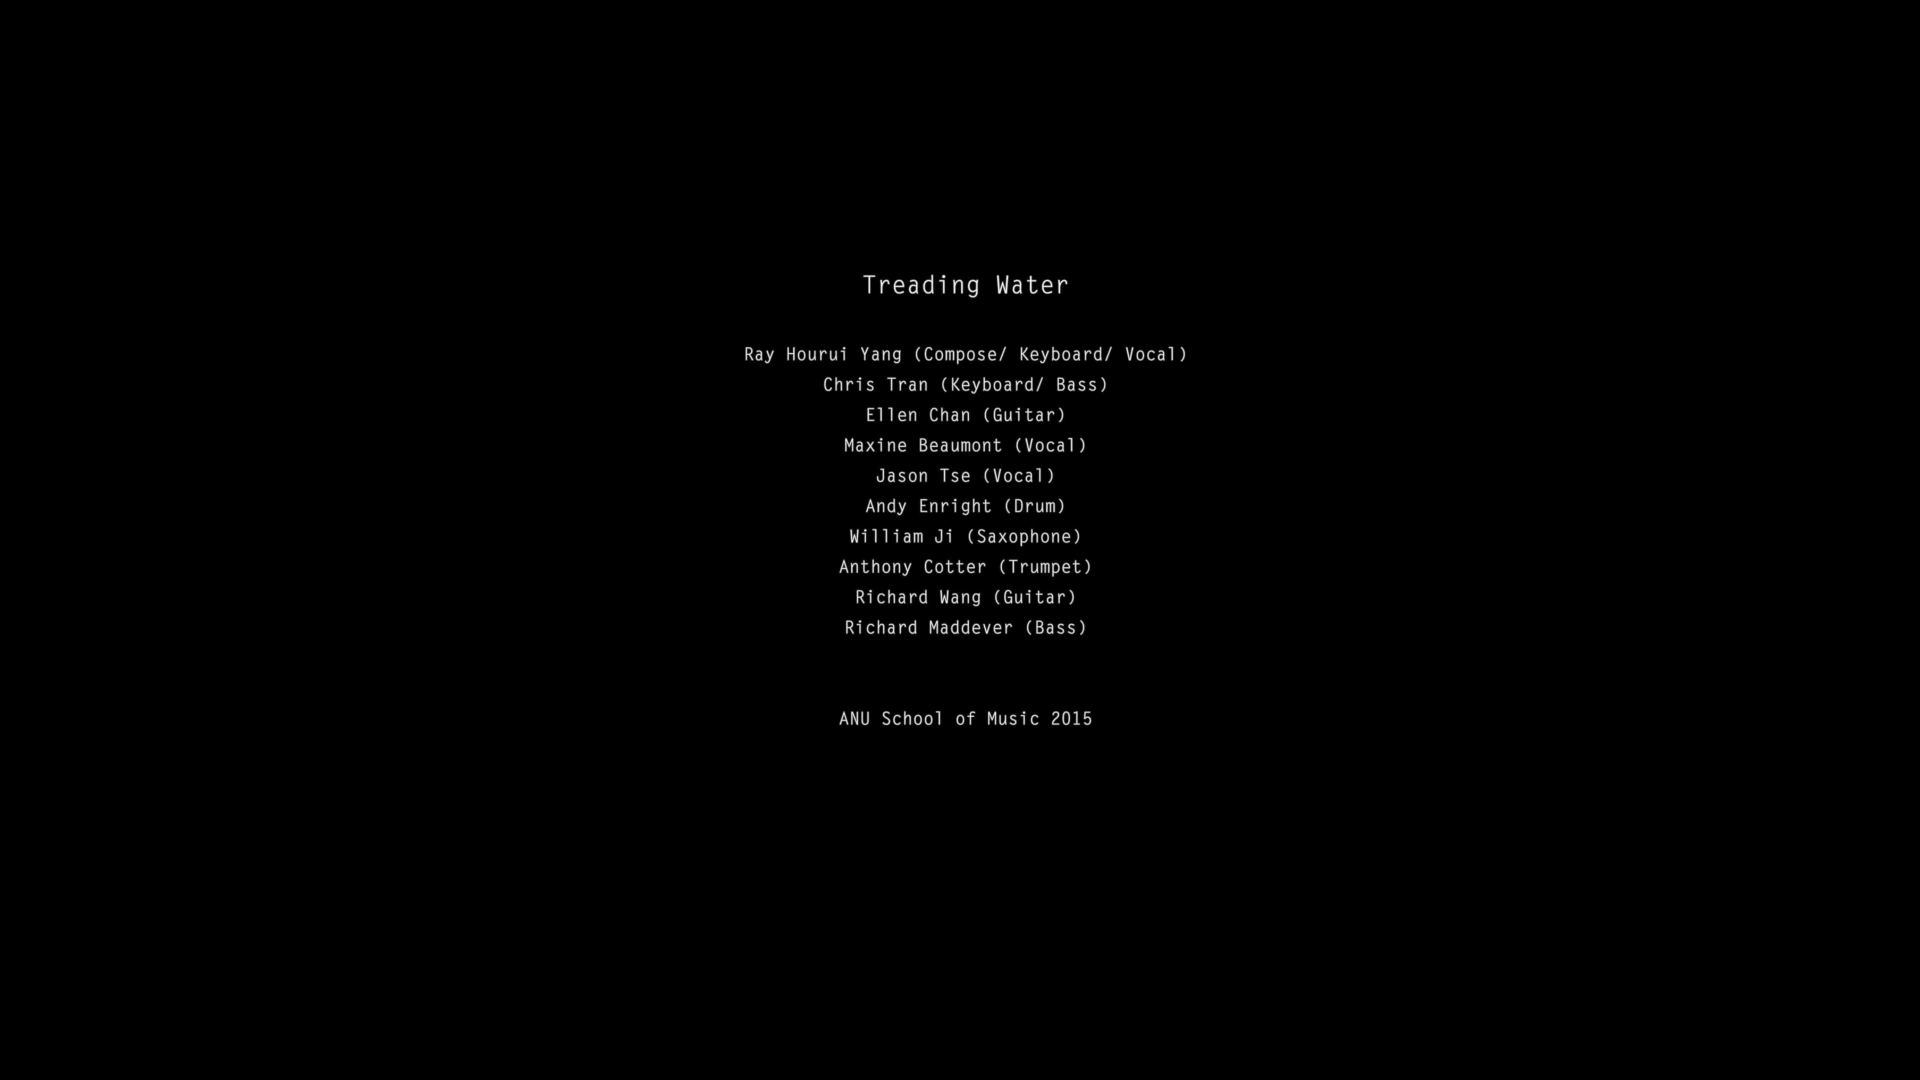 Treading Water
Ray Hourui Yang (Compose/ Keyboard/ Vocal)
Chris Tran (Keyboard/ Bass)
Ellen Chan (Guitar)
Maxine Beaumont (Vocal)
Jason Tse (Vocal)
Andy Enright (Drum)
William Ji (Saxophone)
Anthony Cotter (Trumpet)
Richard Wang (Guitar)
Richard Maddever (Bass)
ANU School of Music 2015